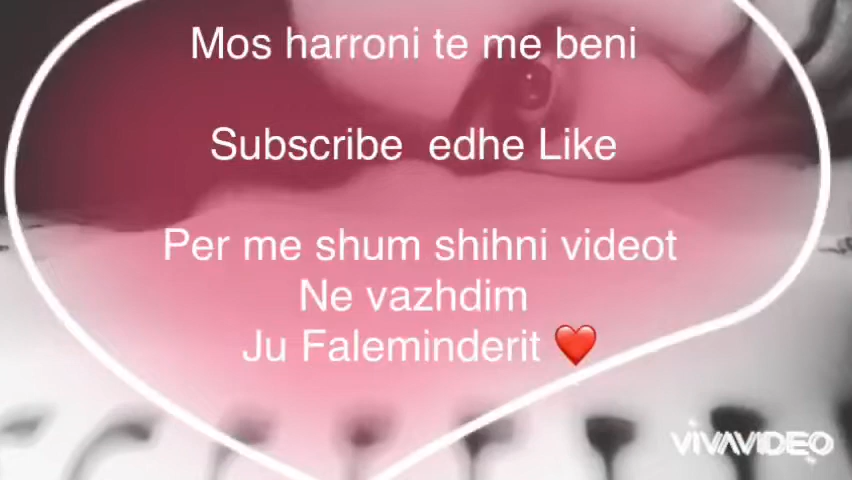 Mos harroni te me beni
Subscribe edhe Like
Per me shum shihni videot
Ne vazhdim
Ju Faleminderit ❤️
VIVAVIDEO